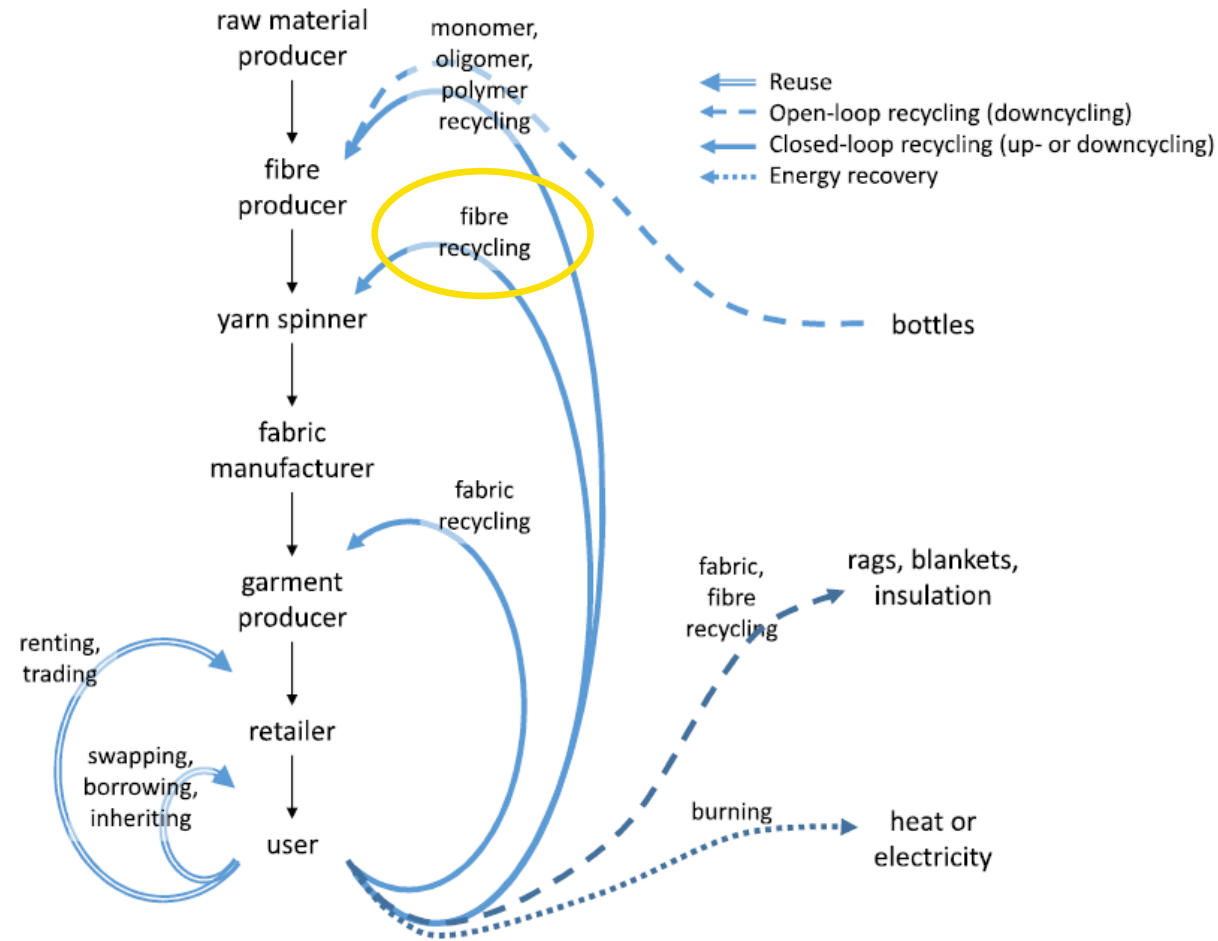 raw material
producer
monomer,
oligomer,
polymer
recycling
Reuse
Open-loop recycling (downcycling)
Closed-loop recycling (up- or downcycling)
Energy recovery
fibre
producer
fibre
recycling
yarn spinner
bottles
fabric
manufacturer
fabric
recycling
garment
producer
fabric,
fibre
recycling
rags, blankets,
insulation
renting,
trading
retailer
swapping,
borrowing,
inheriting
user
burning
heat or
electricity